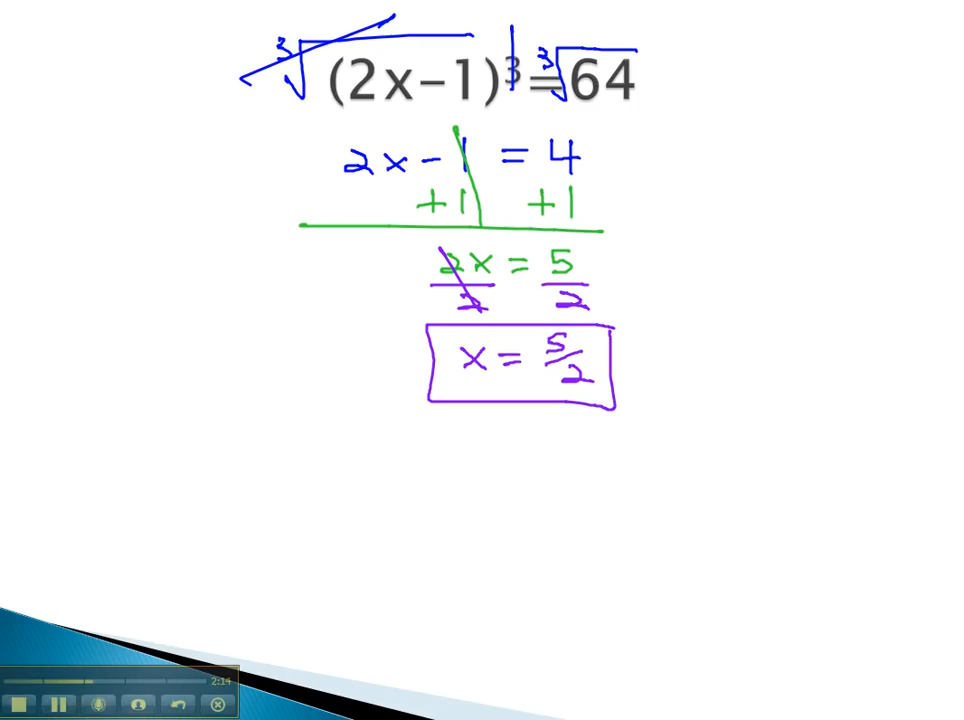 ∛(2x−1)³=∛64
2x − 1 = 4
+1 +1
2x = 5
2 2
x = 5/2
2:14